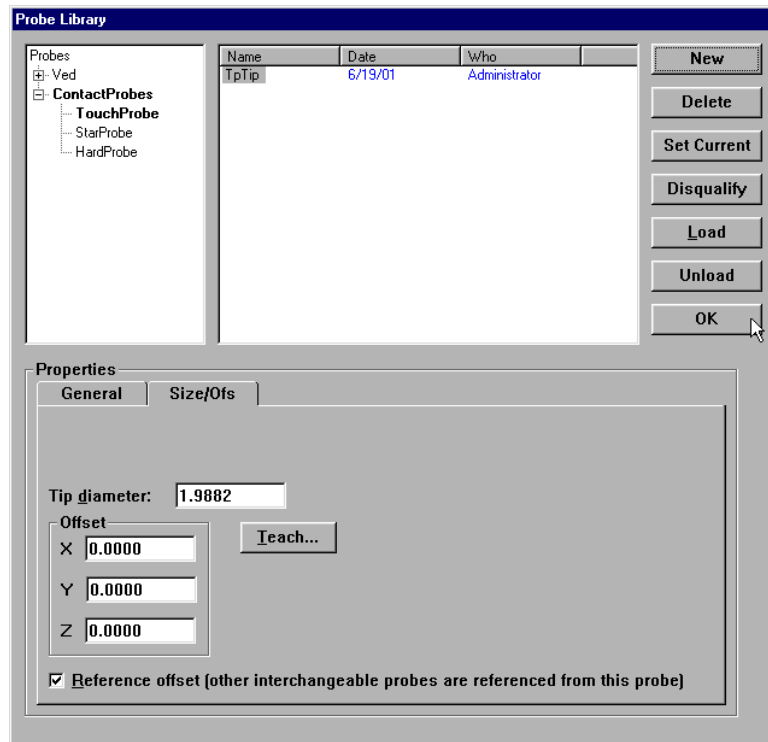 Probe Library
Probes
Ved
ContactProbes
TouchProbe
StarProbe
HardProbe
Name Date Who
TpTip 6/19/01 Administrator
New
Delete
Set Current
Disqualify
Load
Unload
OK
Properties
General Size/Ofs
Tip diameter: 1.9882
Offset
X 0.0000
Teach...
Y 0.0000
Z 0.0000
Reference offset (other interchangeable probes are referenced from this probe)